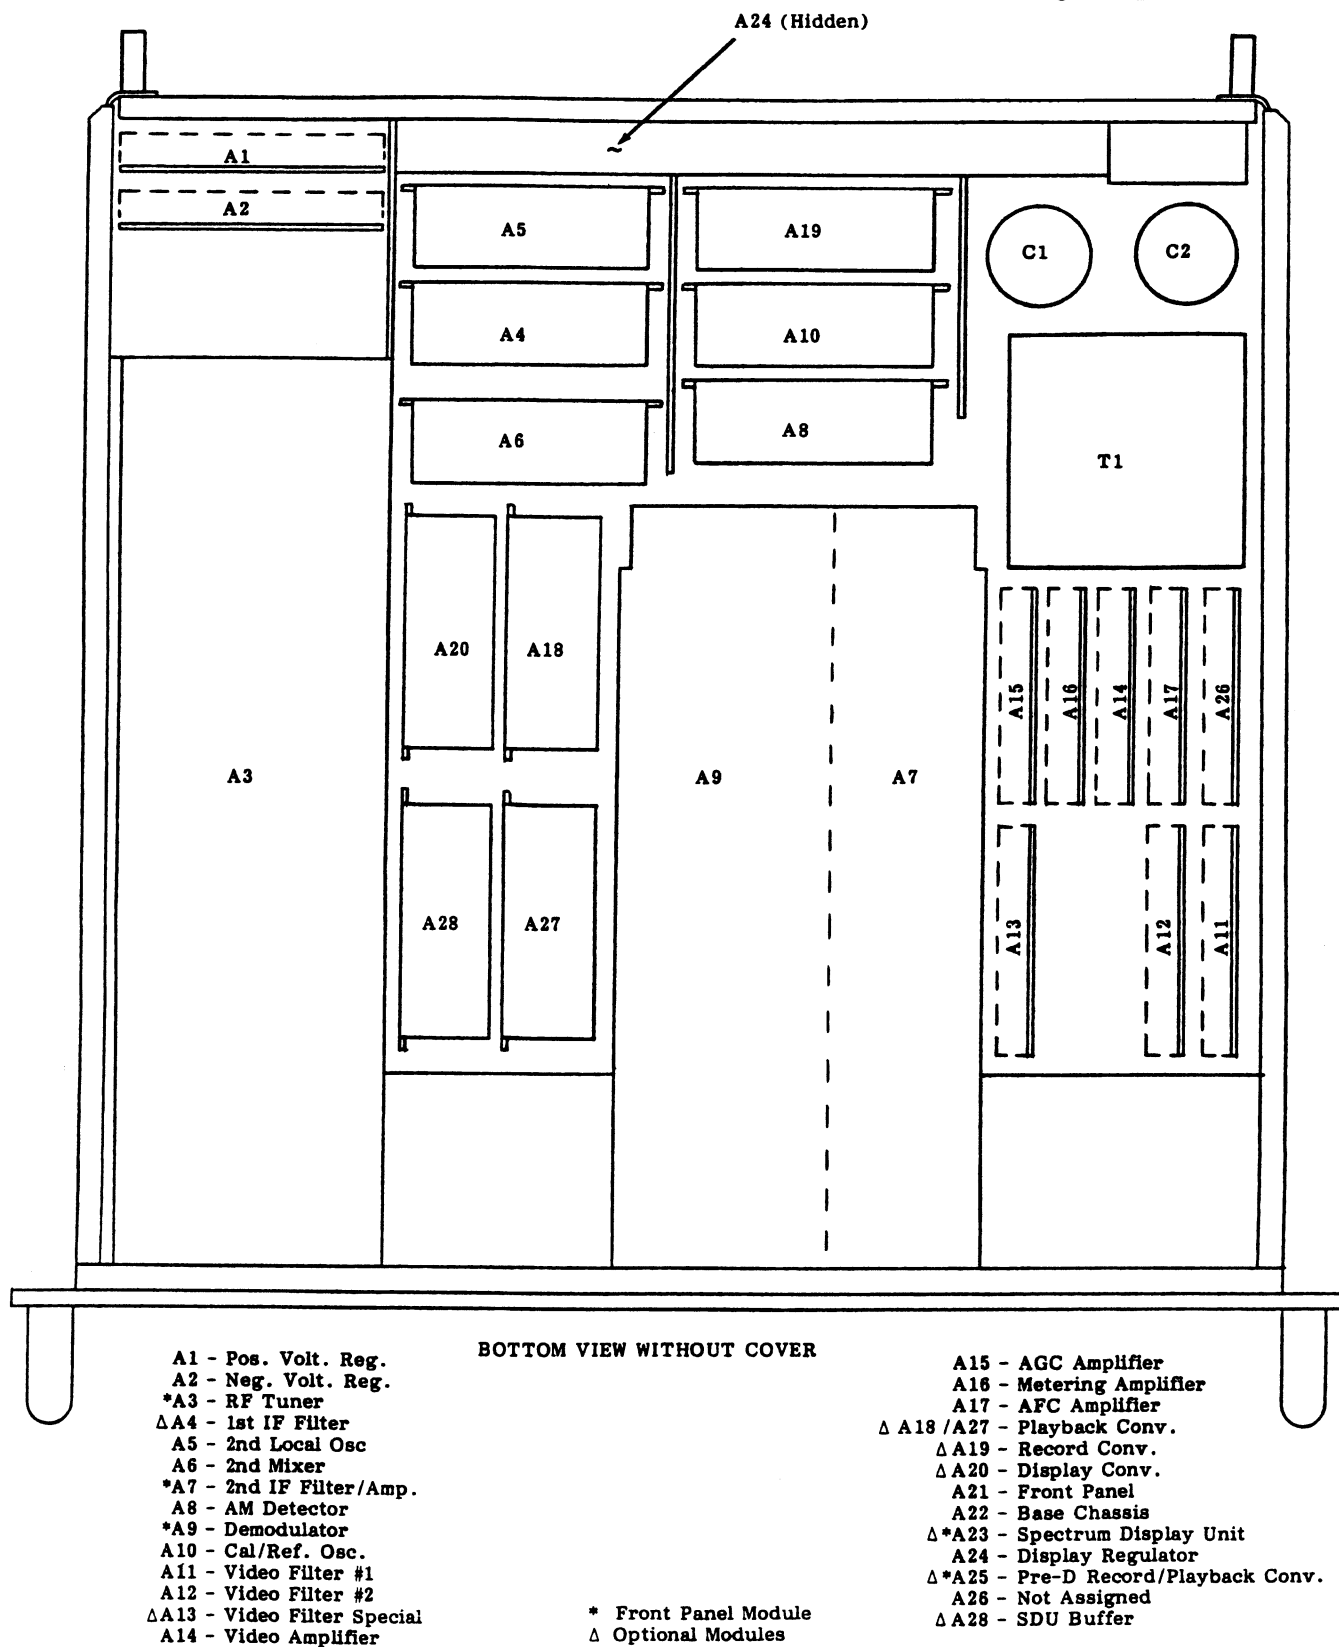 A24 (Hidden)
A1
A2
A5
A19
C1
C2
A4
A10
A6
A8
T1
A20
A18
A15
A16
A14
A17
A26
A3
A9
A7
A28
A27
A13
A12
A11
BOTTOM VIEW WITHOUT COVER
A1 - Pos. Volt. Reg.
A2 - Neg. Volt. Reg.
*A3 - RF Tuner
Δ A4 - 1st IF Filter
A5 - 2nd Local Osc
A6 - 2nd Mixer
*A7 - 2nd IF Filter/Amp.
A8 - AM Detector
*A9 - Demodulator
A10 - Cal/Ref. Osc.
A11 - Video Filter #1
A12 - Video Filter #2
Δ A13 - Video Filter Special
A14 - Video Amplifier
* Front Panel Module
Δ Optional Modules
A15 - AGC Amplifier
A16 - Metering Amplifier
A17 - AFC Amplifier
Δ A18 /A27 - Playback Conv.
Δ A19 - Record Conv.
Δ A20 - Display Conv.
A21 - Front Panel
A22 - Base Chassis
Δ *A23 - Spectrum Display Unit
A24 - Display Regulator
Δ *A25 - Pre-D Record/Playback Conv.
A26 - Not Assigned
Δ A28 - SDU Buffer